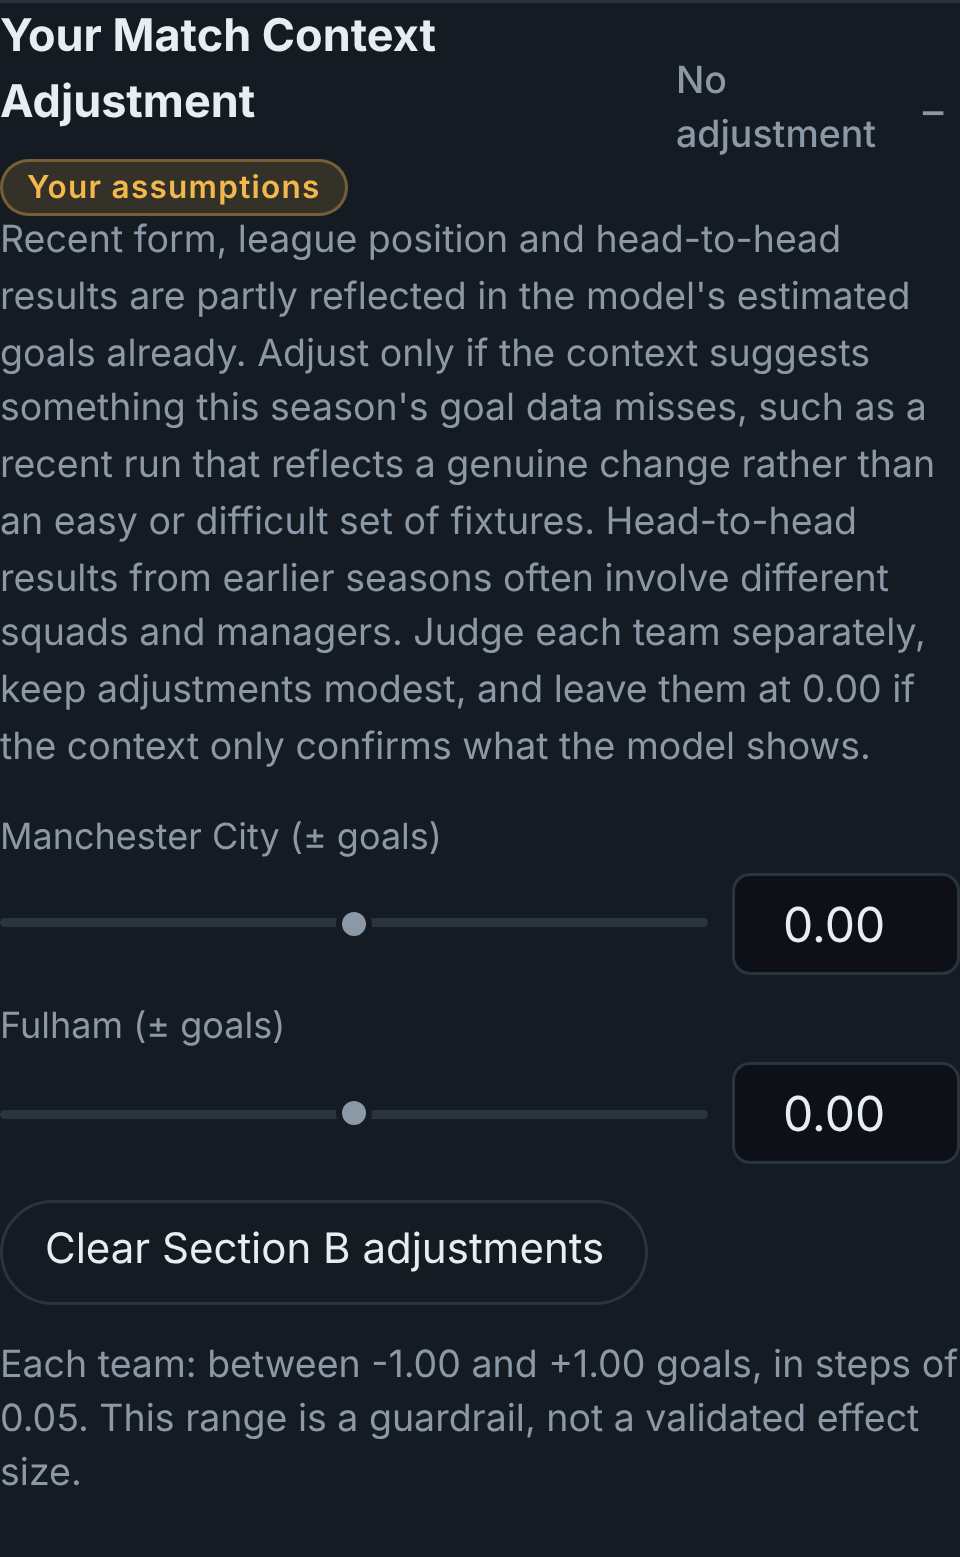 Your Match Context
Adjustment
No
adjustment
–
Your assumptions
Recent form, league position and head-to-head
results are partly reflected in the model's estimated
goals already. Adjust only if the context suggests
something this season's goal data misses, such as a
recent run that reflects a genuine change rather than
an easy or difficult set of fixtures. Head-to-head
results from earlier seasons often involve different
squads and managers. Judge each team separately,
keep adjustments modest, and leave them at 0.00 if
the context only confirms what the model shows.
Manchester City (± goals)
0.00
Fulham (± goals)
0.00
Clear Section B adjustments
Each team: between -1.00 and +1.00 goals, in steps of
0.05. This range is a guardrail, not a validated effect
size.